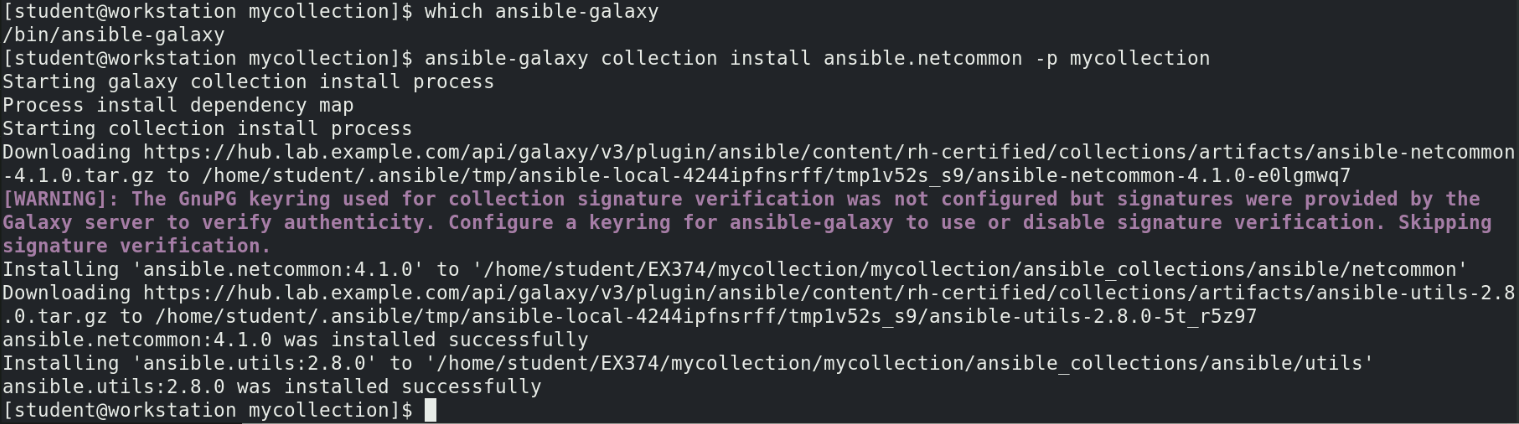 [student@workstation mycollection]$ which ansible-galaxy
/bin/ansible-galaxy
[student@workstation mycollection]$ ansible-galaxy collection install ansible.netcommon -p mycollection
Starting galaxy collection install process
Process install dependency map
Starting collection install process
Downloading https://hub.lab.example.com/api/galaxy/v3/plugin/ansible/content/rh-certified/collections/artifacts/ansible-netcommon
-4.1.0.tar.gz to /home/student/.ansible/tmp/ansible-local-4244ipfnsrff/tmp1v52s_s9/ansible-netcommon-4.1.0-e0lgmwq7
[WARNING]: The GnuPG keyring used for collection signature verification was not configured but signatures were provided by the
Galaxy server to verify authenticity. Configure a keyring for ansible-galaxy to use or disable signature verification. Skipping
signature verification.
Installing 'ansible.netcommon:4.1.0' to '/home/student/EX374/mycollection/mycollection/ansible_collections/ansible/netcommon'
Downloading https://hub.lab.example.com/api/galaxy/v3/plugin/ansible/content/rh-certified/collections/artifacts/ansible-utils-2.8
.0.tar.gz to /home/student/.ansible/tmp/ansible-local-4244ipfnsrff/tmp1v52s_s9/ansible-utils-2.8.0-5t_r5z97
ansible.netcommon:4.1.0 was installed successfully
Installing 'ansible.utils:2.8.0' to '/home/student/EX374/mycollection/mycollection/ansible_collections/ansible/utils'
ansible.utils:2.8.0 was installed successfully
[student@workstation mycollection]$